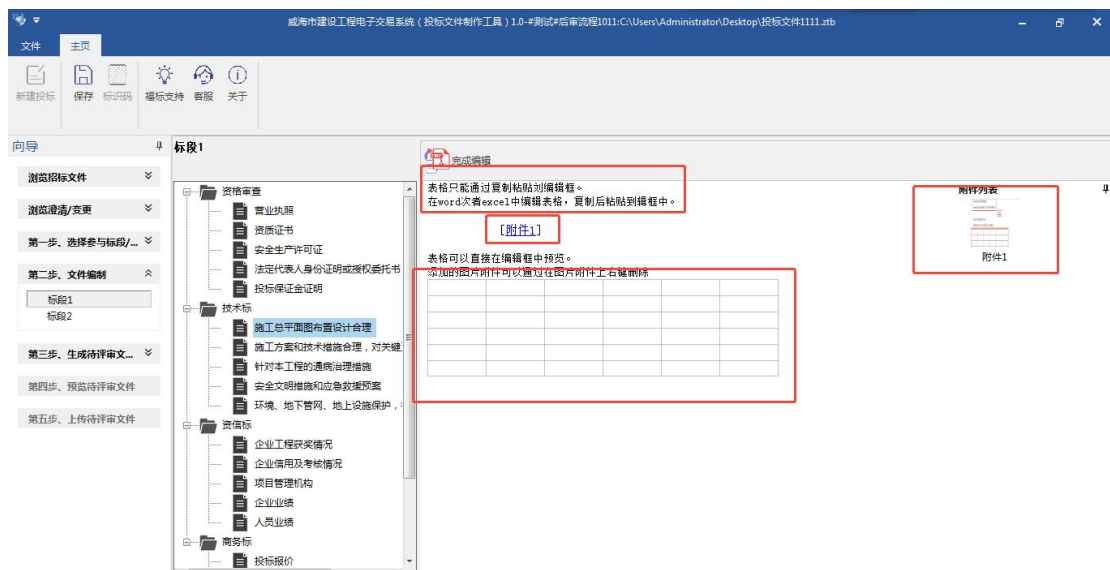 威海市建设工程电子交易系统（投标文件制作工具）1.0-#测试#后审流程1011:C:\Users\Administrator\Desktop\投标文件1111.ztb
文件 主页
新建投标 保存 标识码 福标支持 客服 关于
向导
浏览招标文件
浏览澄清/变更
第一步、选择参与标段/...
第二步、文件编制
标段1
标段2
第三步、生成待评审文...
第四步、预览待评审文件
第五步、上传待评审文件
标段1
资格审查
营业执照
资质证书
安全生产许可证
法定代表人身份证明或授权委托书
投标保证金证明
技术标
施工总平面图布置设计合理
施工方案和技术措施合理，对关键
针对本工程的通病治理措施
安全文明措施和应急救援预案
环境、地下管网、地上设施保护，
资信标
企业工程获奖情况
企业信用及考核情况
项目管理机构
企业业绩
人员业绩
商务标
投标报价
完成编辑
表格只能通过复制粘贴到编辑框。
在word次者excel中编辑表格，复制后粘贴到辑框中。
[附件1]
表格可以直接在编辑框中预览。
添加的图片附件可以通过在图片附件上右键删除
附件列表
附件1